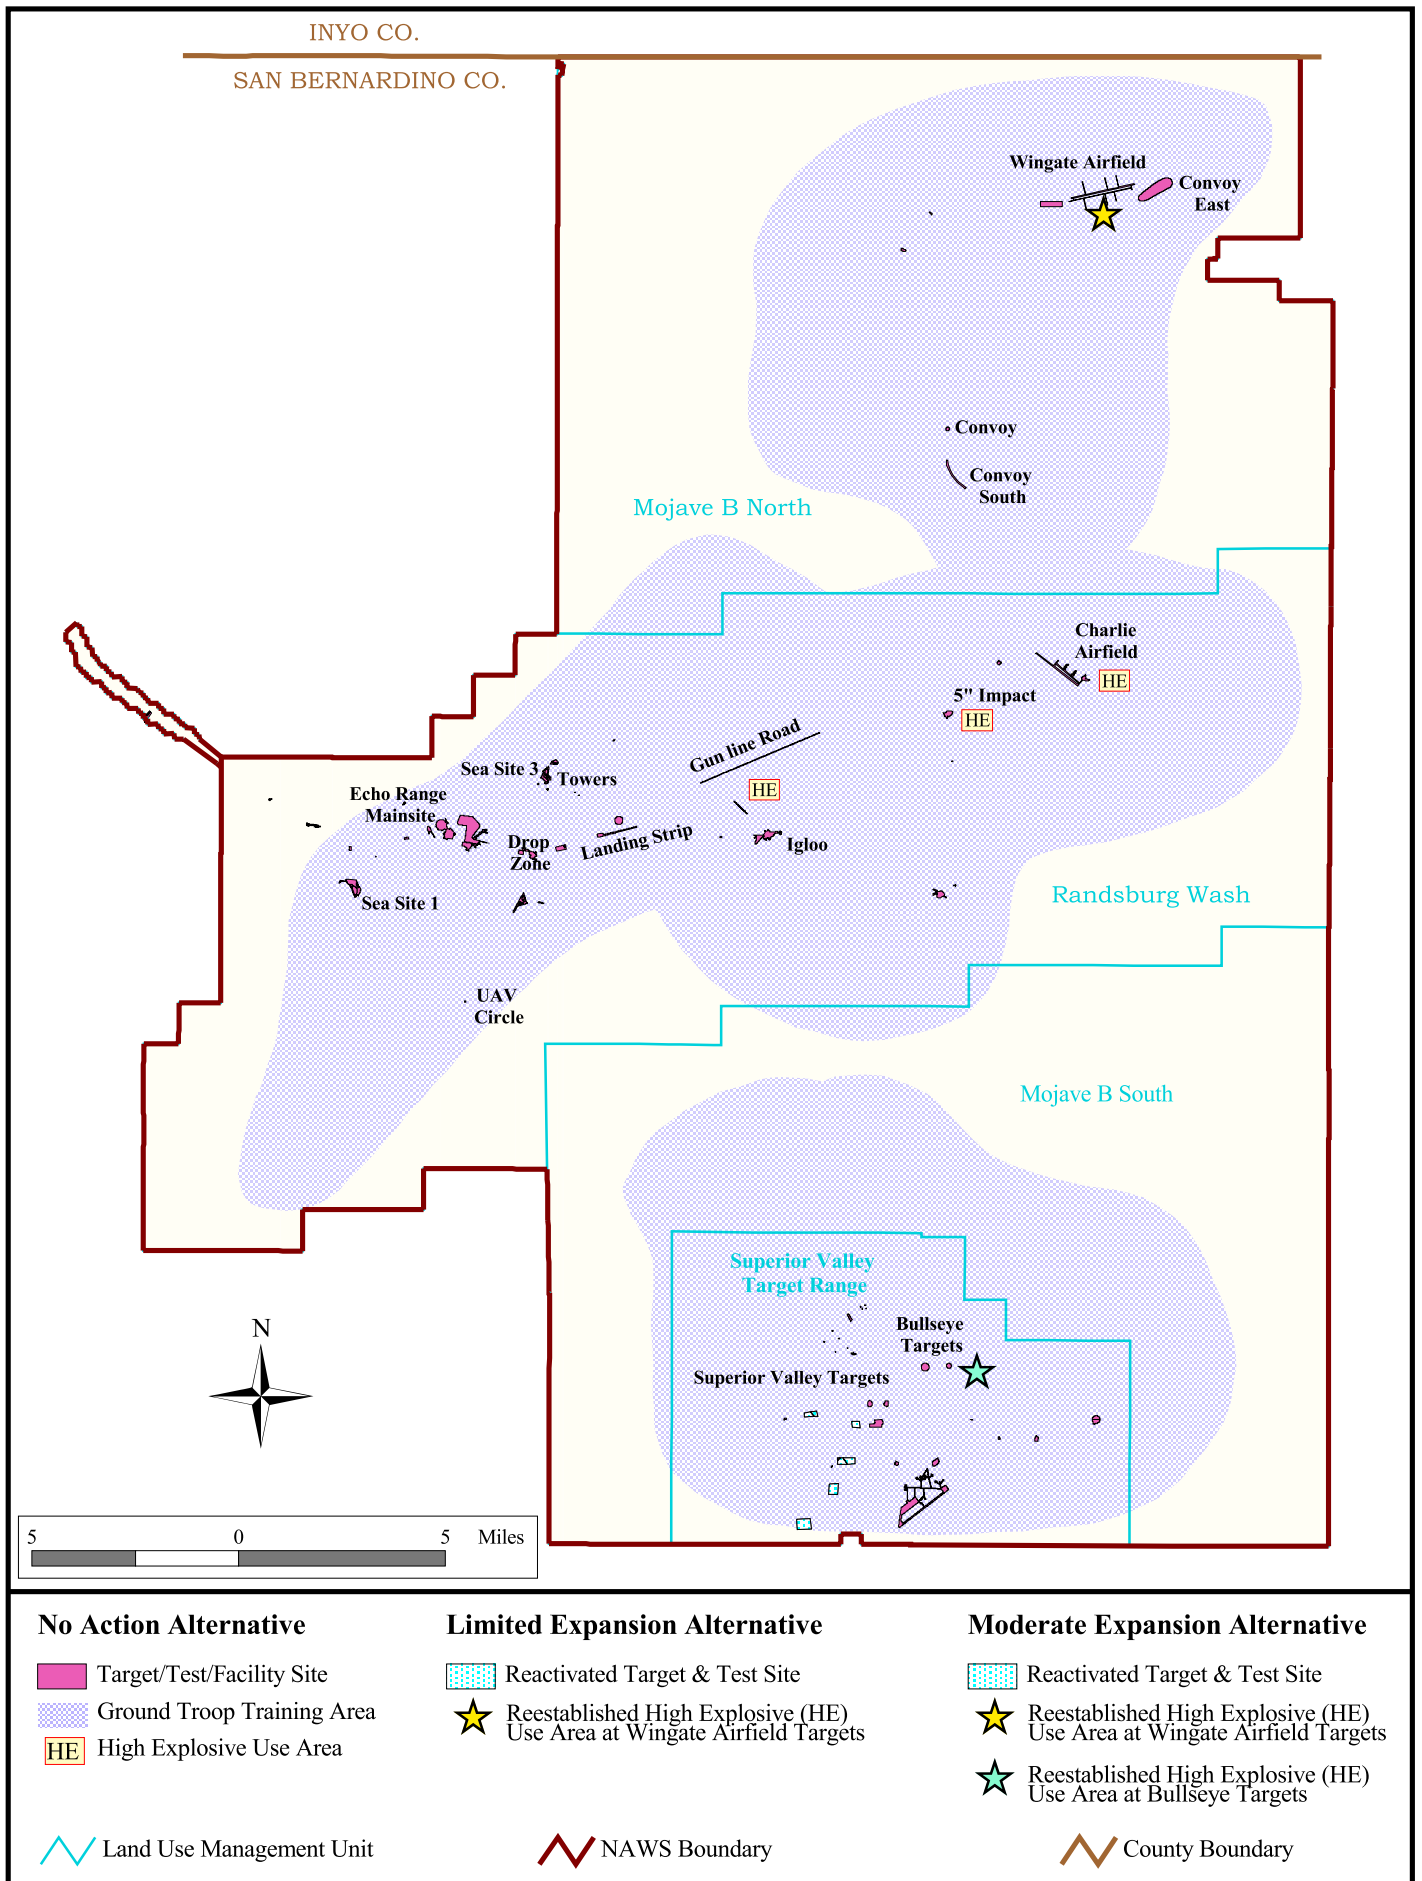 INYO CO.
SAN BERNARDINO CO.
Wingate Airfield
Convoy
East
Convoy
Convoy
South
Mojave B North
Charlie
Airfield
HE
5" Impact
HE
Gun line Road
HE
Sea Site 3
Towers
Echo Range
Mainsite
Drop
Zone
Landing Strip
Igloo
Sea Site 1
Randsburg Wash
UAV
Circle
Mojave B South
Superior Valley
Target Range
Bullseye
Targets
Superior Valley Targets
N
5 0 5 Miles
No Action Alternative
Target/Test/Facility Site
Ground Troop Training Area
HE High Explosive Use Area
Limited Expansion Alternative
Reactivated Target & Test Site
Reestablished High Explosive (HE)
Use Area at Wingate Airfield Targets
Moderate Expansion Alternative
Reactivated Target & Test Site
Reestablished High Explosive (HE)
Use Area at Wingate Airfield Targets
Reestablished High Explosive (HE)
Use Area at Bullseye Targets
Land Use Management Unit
NAWS Boundary
County Boundary